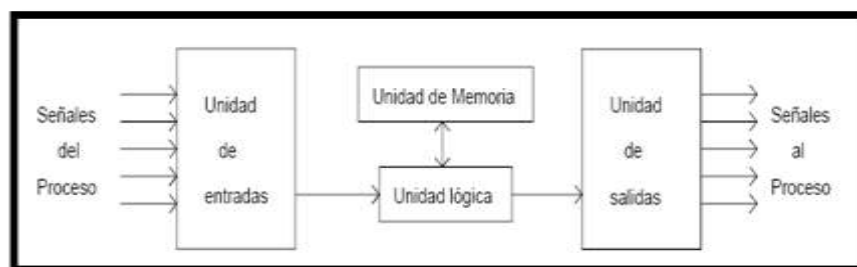 Señales
del
Proceso
Unidad
de
entradas
Unidad de Memoria
Unidad lógica
Unidad
de
salidas
Señales
al
Proceso